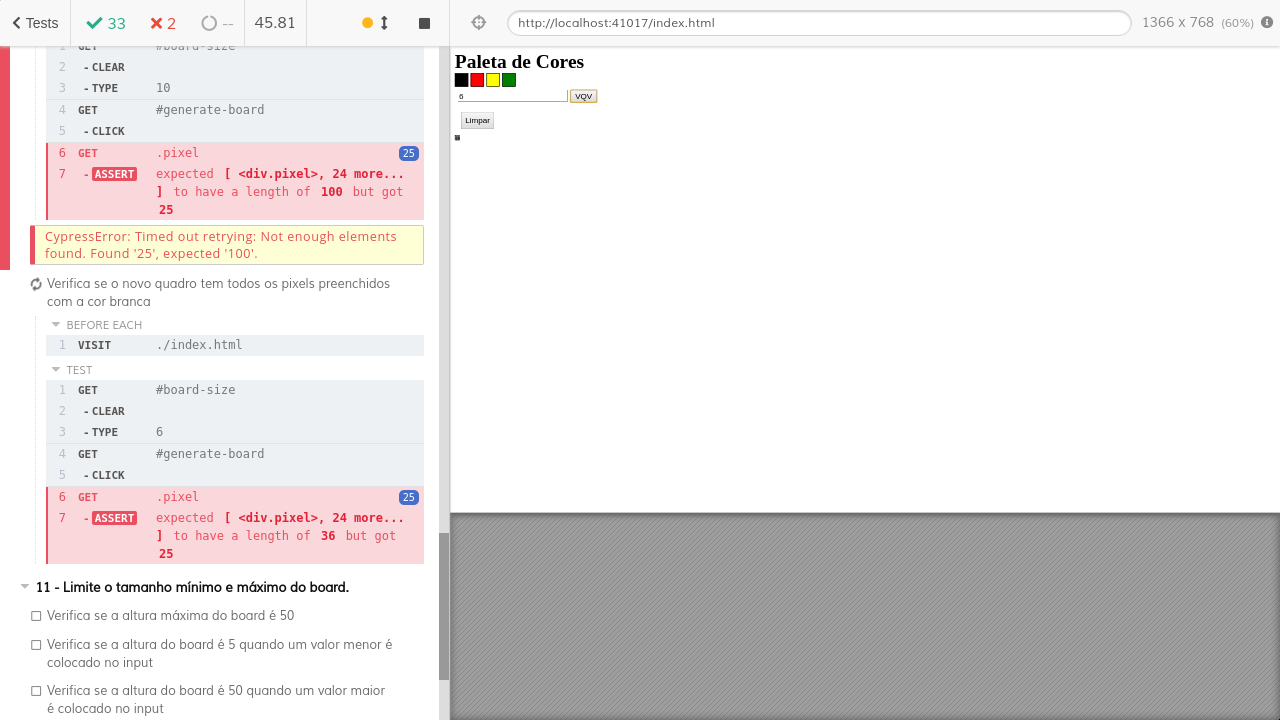 Tests 33 2 -- 45.81 http://localhost:41017/index.html 1366 x 768 (60%)
1 GET #board-size
2 - CLEAR
3 - TYPE 10
4 GET #generate-board
5 - CLICK
6 GET .pixel 25
7 - ASSERT expected [ <div.pixel>, 24 more...
] to have a length of 100 but got
25
CypressError: Timed out retrying: Not enough elements
found. Found '25', expected '100'.
Verifica se o novo quadro tem todos os pixels preenchidos
com a cor branca
BEFORE EACH
1 VISIT ./index.html
TEST
1 GET #board-size
2 - CLEAR
3 - TYPE 6
4 GET #generate-board
5 - CLICK
6 GET .pixel 25
7 - ASSERT expected [ <div.pixel>, 24 more...
] to have a length of 36 but got
25
11 - Limite o tamanho mínimo e máximo do board.
Verifica se a altura máxima do board é 50
Verifica se a altura do board é 5 quando um valor menor é
colocado no input
Verifica se a altura do board é 50 quando um valor maior
é colocado no input
Paleta de Cores
6 VQV
Limpar